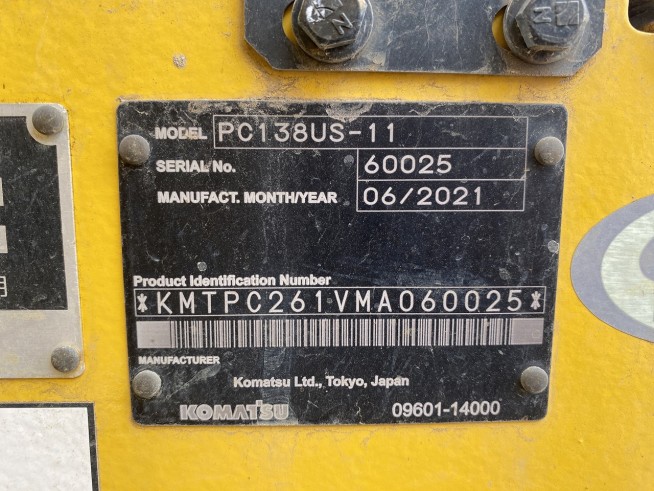 MODEL PC138US-11
SERIAL No. 60025
MANUFACT. MONTH/YEAR 06/2021
Product Identification Number
*KMTPC261VMA060025*
MANUFACTURER
Komatsu Ltd., Tokyo, Japan
KOMATSU 09601-14000